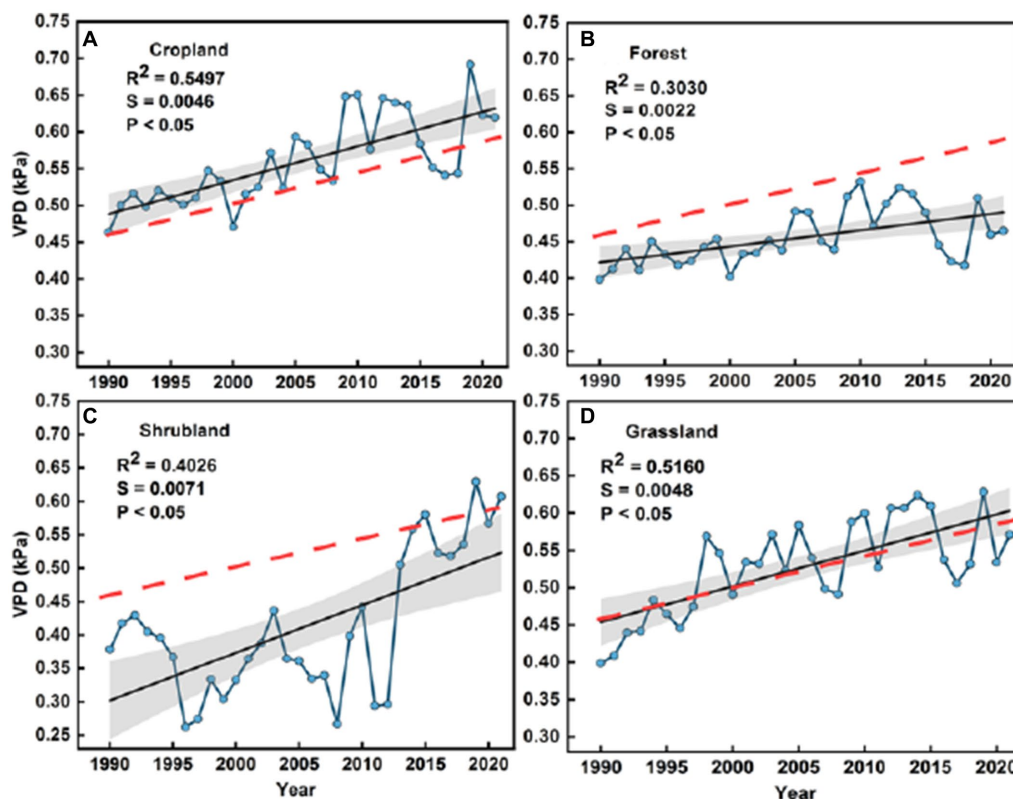 A
Cropland
R² = 0.5497
S = 0.0046
P < 0.05
VPD (kPa)
0.75
0.70
0.65
0.60
0.55
0.50
0.45
0.40
0.35
0.30
1990 1995 2000 2005 2010 2015 2020
B
Forest
R² = 0.3030
S = 0.0022
P < 0.05
0.75
0.70
0.65
0.60
0.55
0.50
0.45
0.40
0.35
0.30
1990 1995 2000 2005 2010 2015 2020
C
Shrubland
R² = 0.4026
S = 0.0071
P < 0.05
VPD (kPa)
0.75
0.70
0.65
0.60
0.55
0.50
0.45
0.40
0.35
0.30
0.25
1990 1995 2000 2005 2010 2015 2020
Year
D
Grassland
R² = 0.5160
S = 0.0048
P < 0.05
0.75
0.70
0.65
0.60
0.55
0.50
0.45
0.40
0.35
0.30
1990 1995 2000 2005 2010 2015 2020
Year